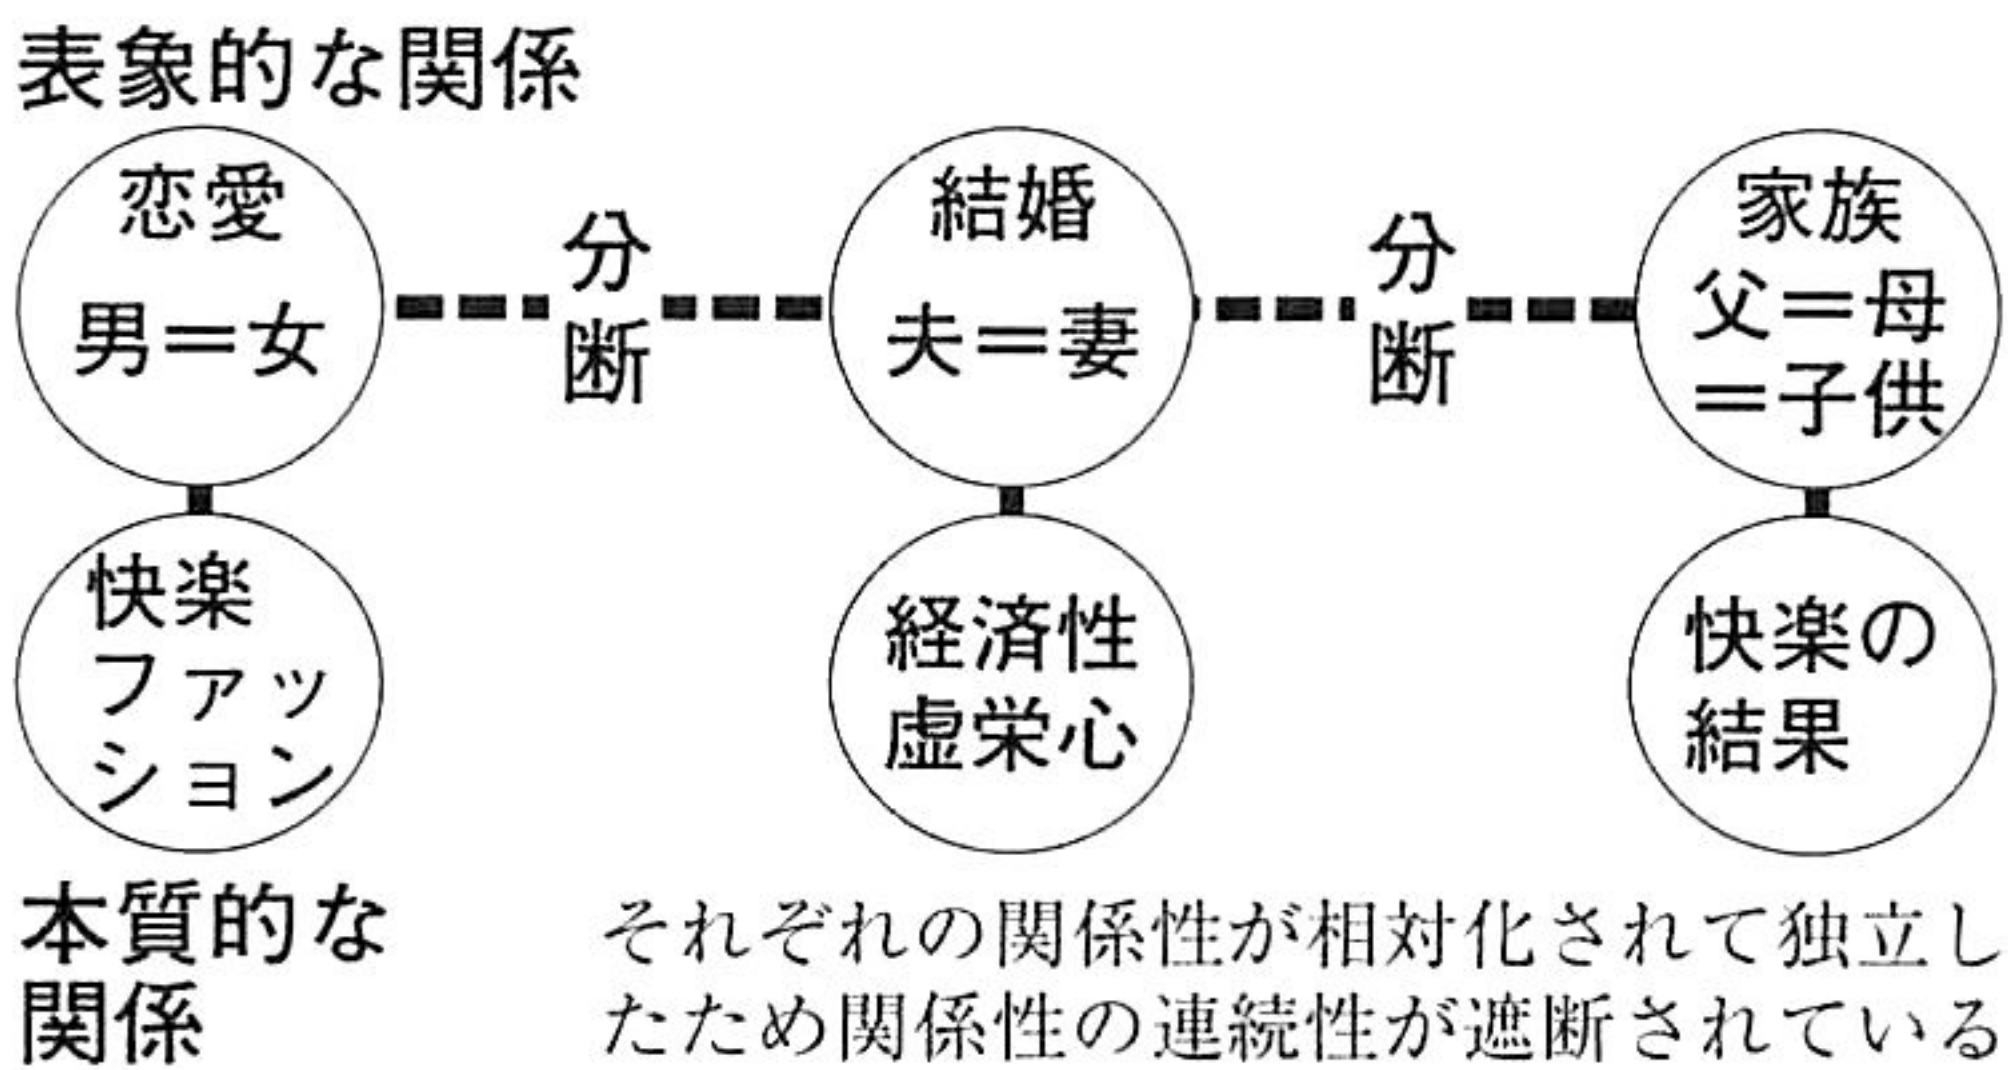 表象的な関係
恋愛
男＝女
分断
結婚
夫＝妻
分断
家族
父＝母
＝子供
快楽
ファッ
ション
経済性
虚栄心
快楽の
結果
本質的な
関係
それぞれの関係性が相対化されて独立し
たため関係性の連続性が遮断されている